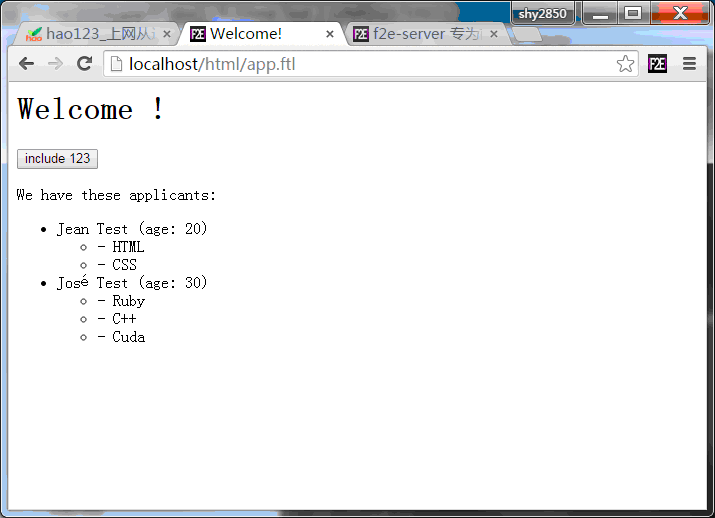 shy2850
hao123_上网从
Welcome!
f2e-server 专为
localhost/html/app.ftl
F2E
Welcome !
include 123
We have these applicants:
Jean Test (age: 20)
- HTML
- CSS
José Test (age: 30)
- Ruby
- C++
- Cuda